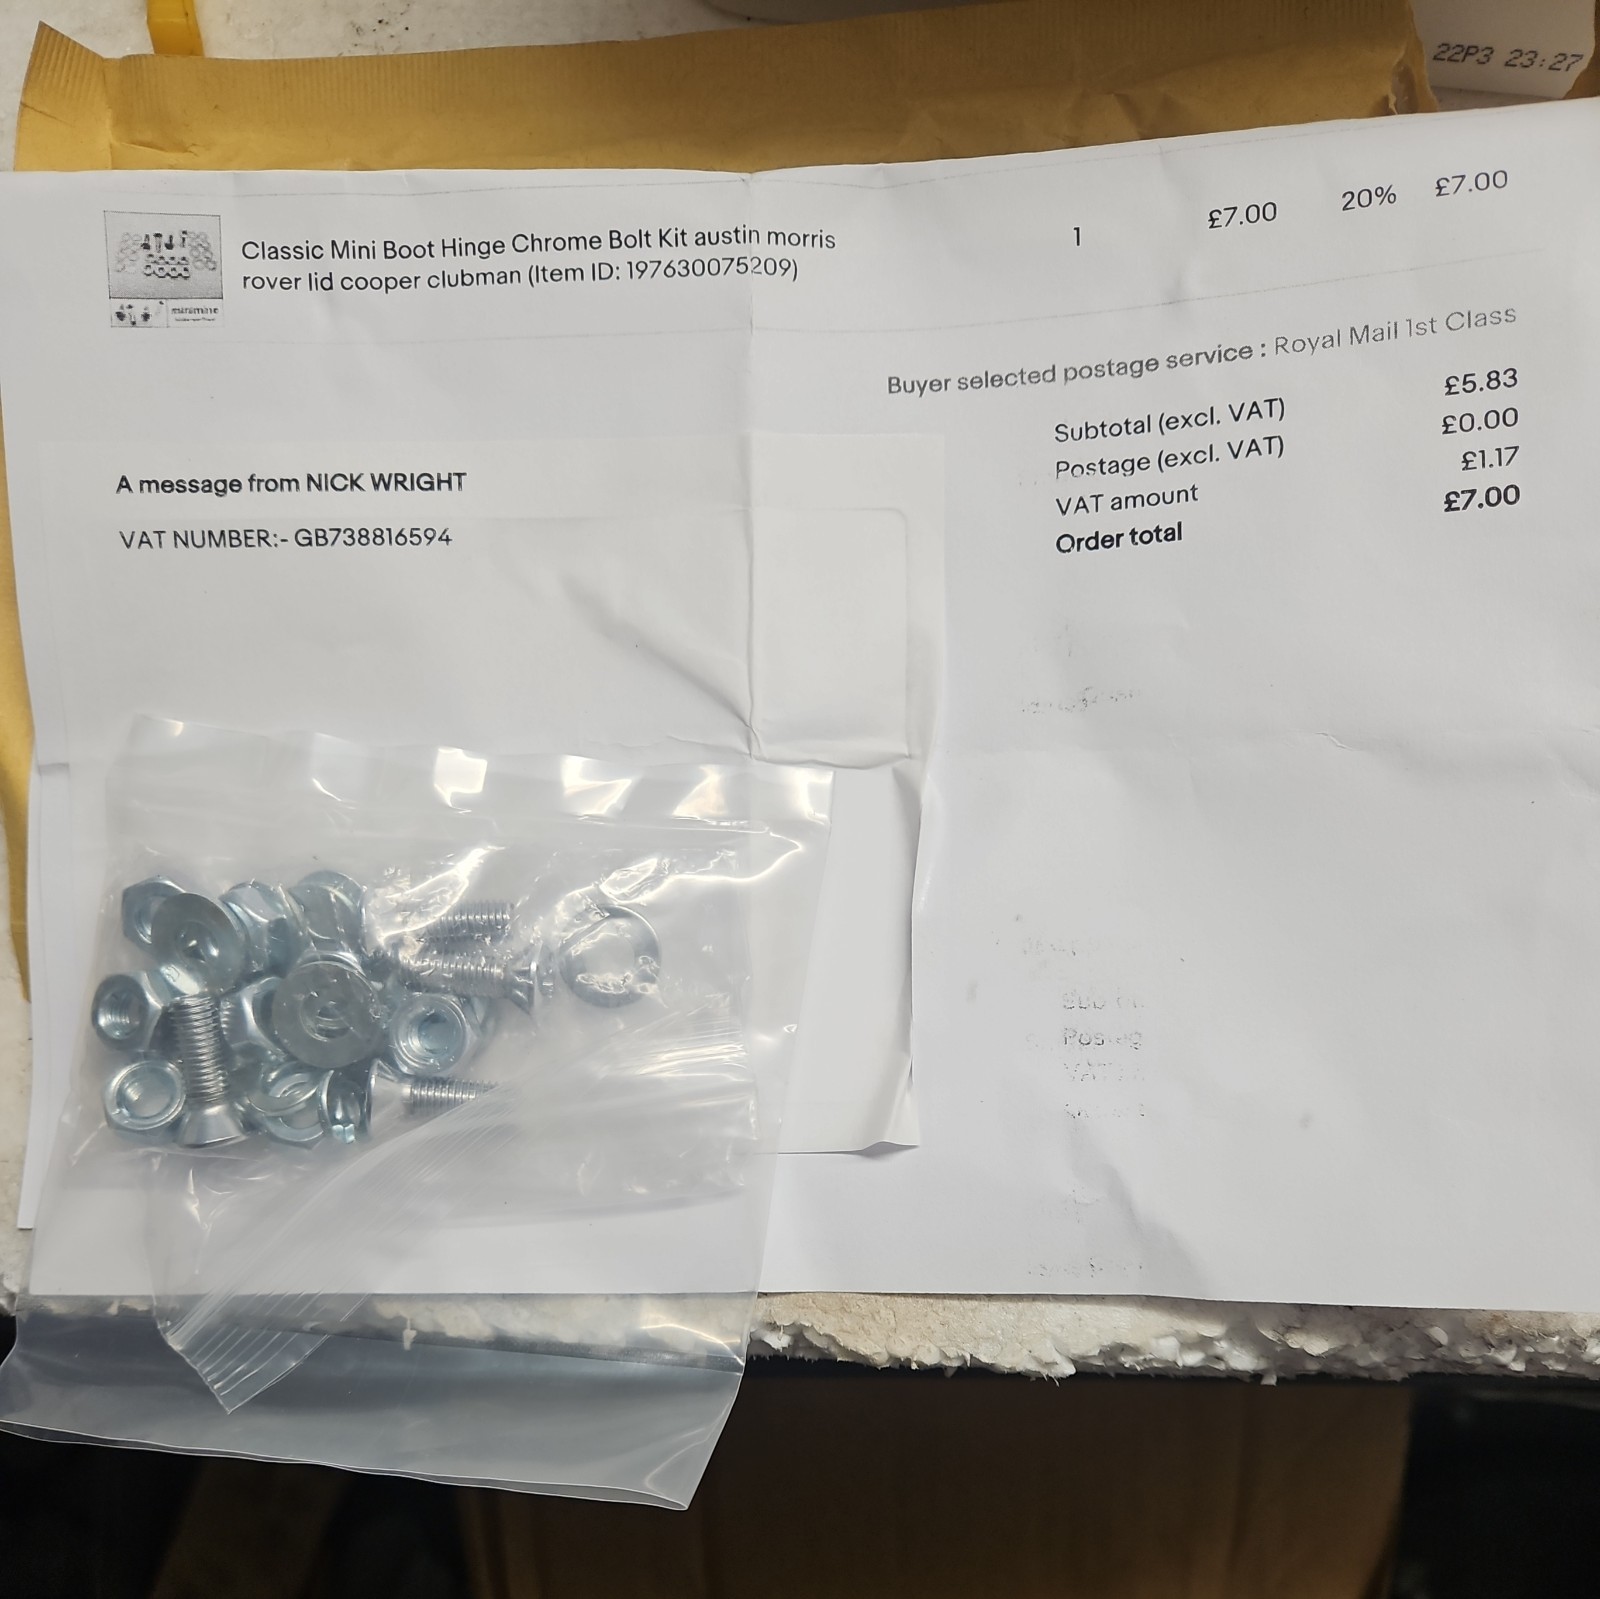 22P3 23:27
Classic Mini Boot Hinge Chrome Bolt Kit austin morris
rover lid cooper clubman (Item ID: 197630075209)
1 £7.00 20% £7.00
minimine
Buyer selected postage service : Royal Mail 1st Class
Subtotal (excl. VAT) £5.83
Postage (excl. VAT) £0.00
VAT amount £1.17
Order total £7.00
A message from NICK WRIGHT
VAT NUMBER:- GB738816594